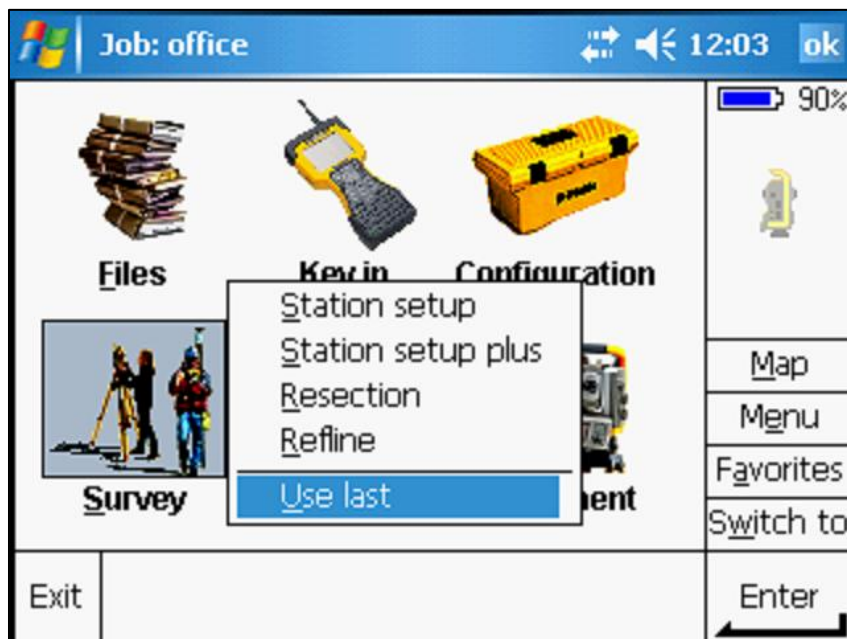 Job: office 12:03 ok
90%
Files Key in Configuration
Station setup
Station setup plus
Resection
Refline
Use last
Survey
Map
Menu
Favorites
Switch to
Exit
Enter